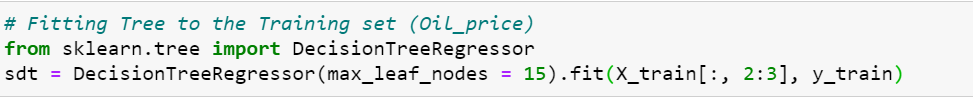 # Fitting Tree to the Training set (Oil_price)
from sklearn.tree import DecisionTreeRegressor
sdt = DecisionTreeRegressor(max_leaf_nodes = 15).fit(X_train[:, 2:3], y_train)